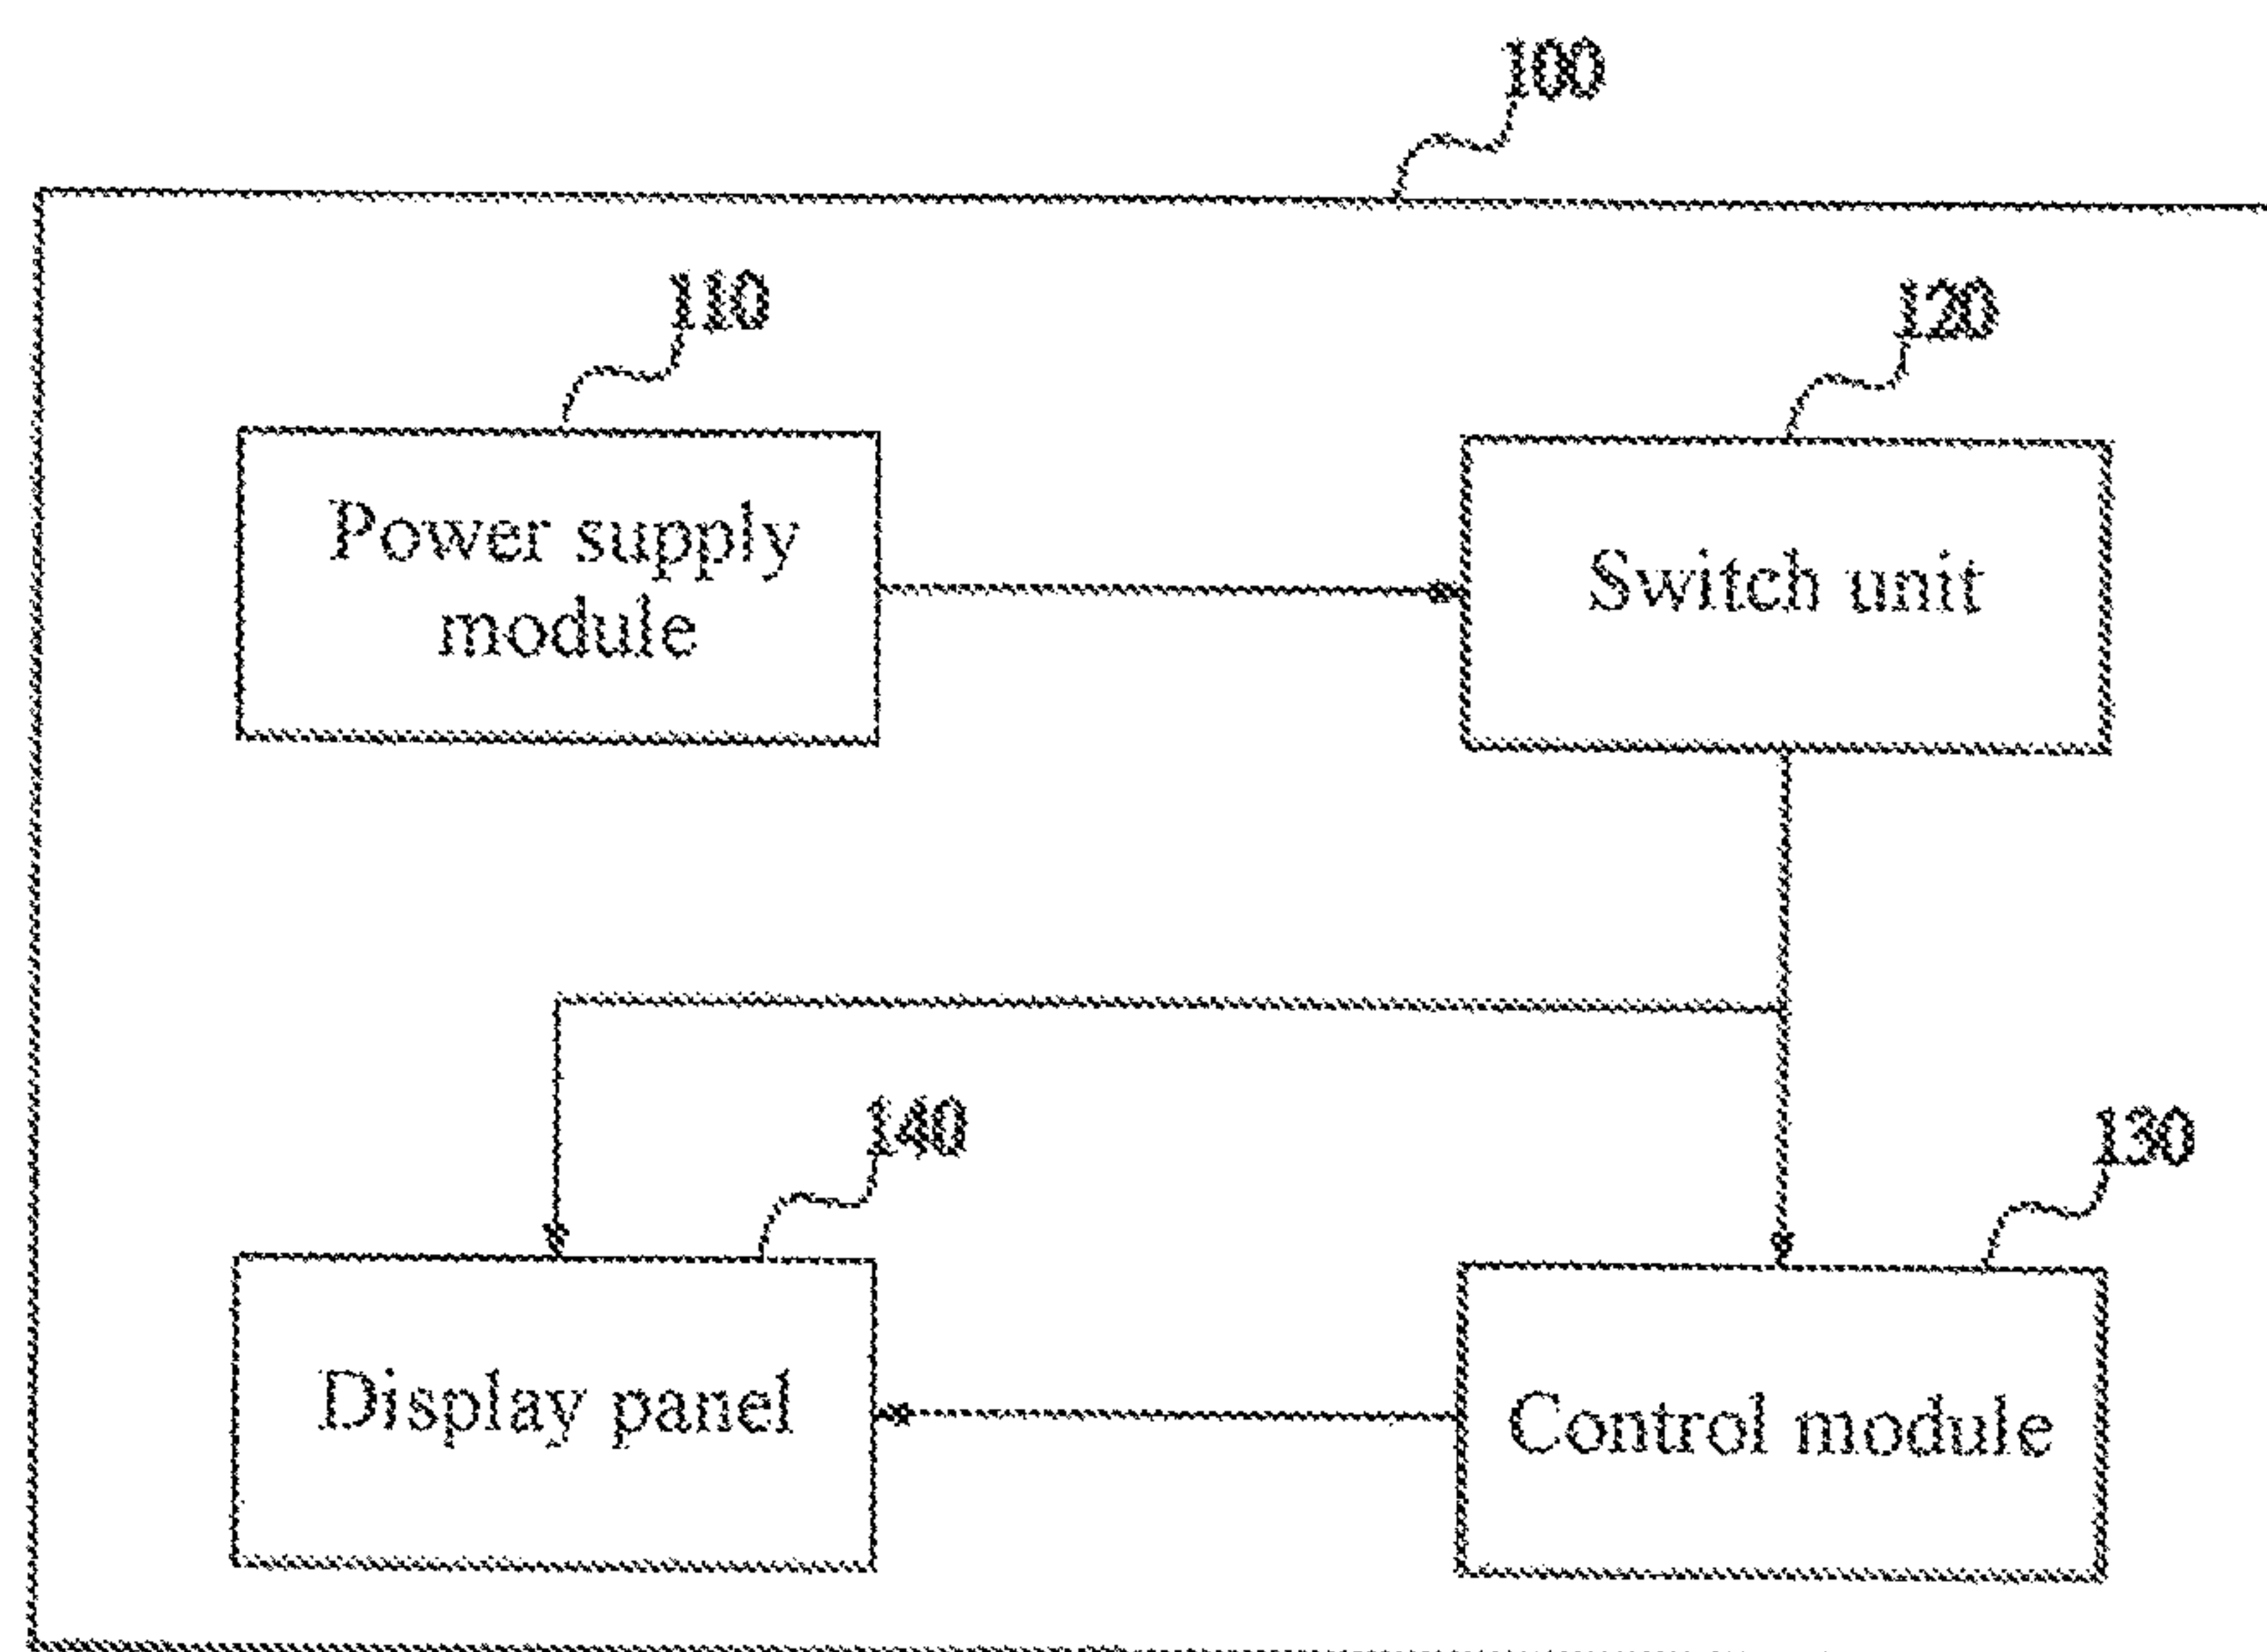 100
110
120
Power supply
module
Switch unit
140
130
Display panel
Control module